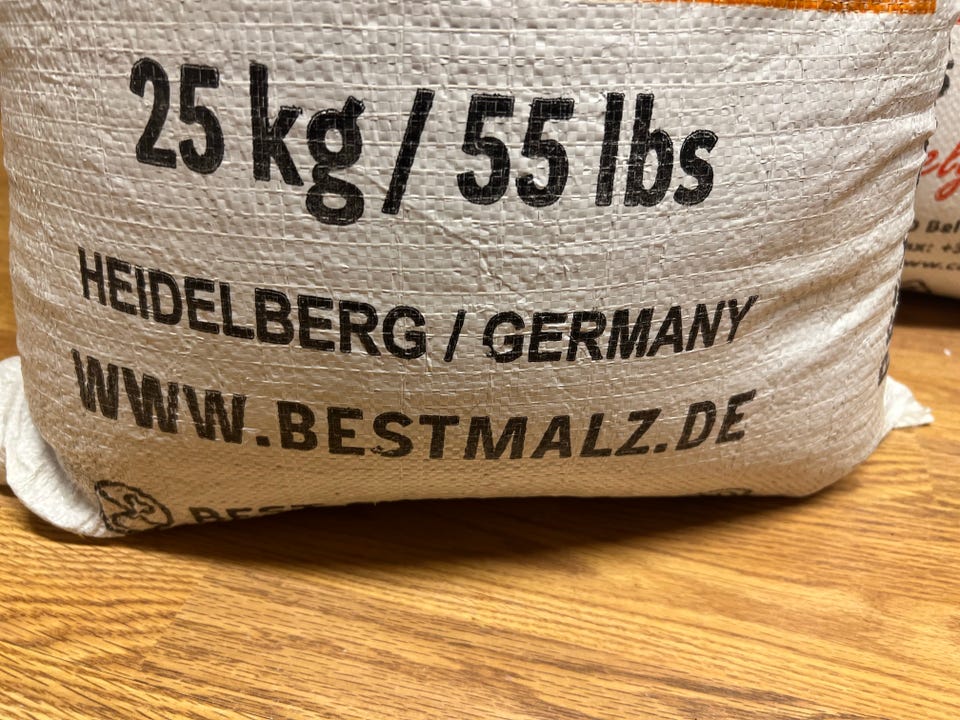 25 kg / 55 lbs
HEIDELBERG / GERMANY
WWW.BESTMALZ.DE